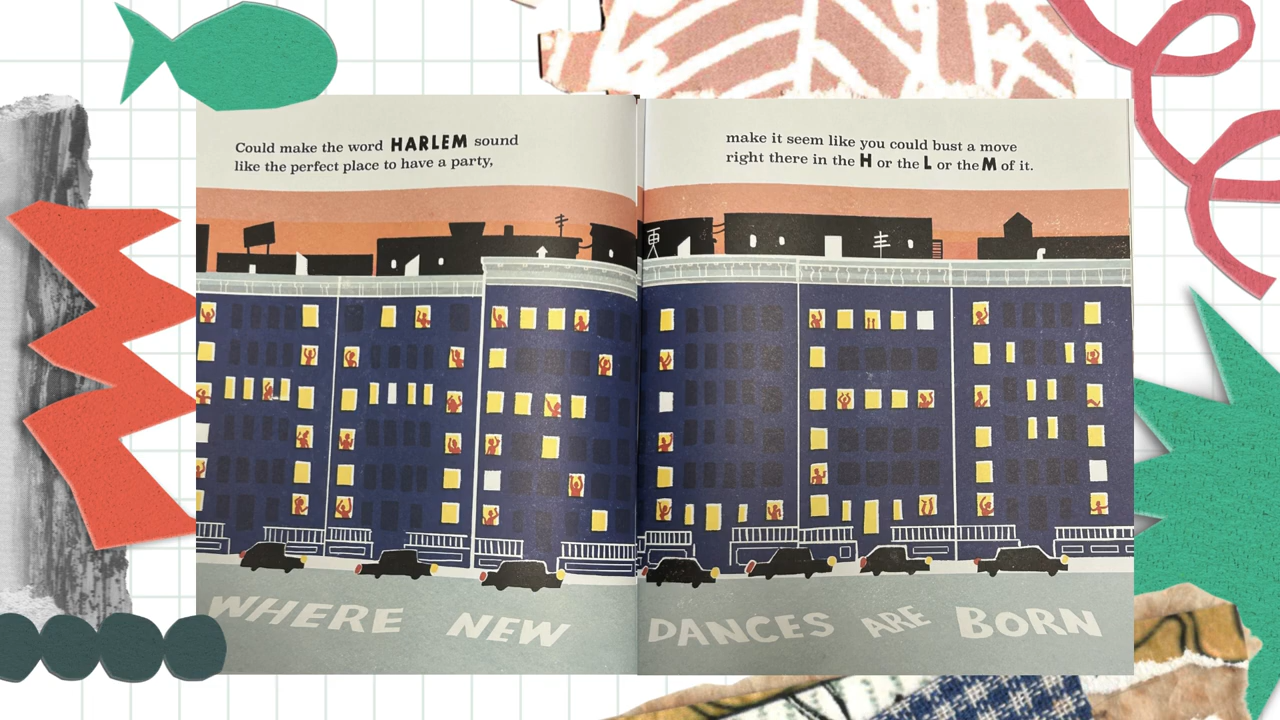 Could make the word HARLEM sound
like the perfect place to have a party,
make it seem like you could bust a move
right there in the H or the L or the M of it.
WHERE NEW DANCES ARE BORN